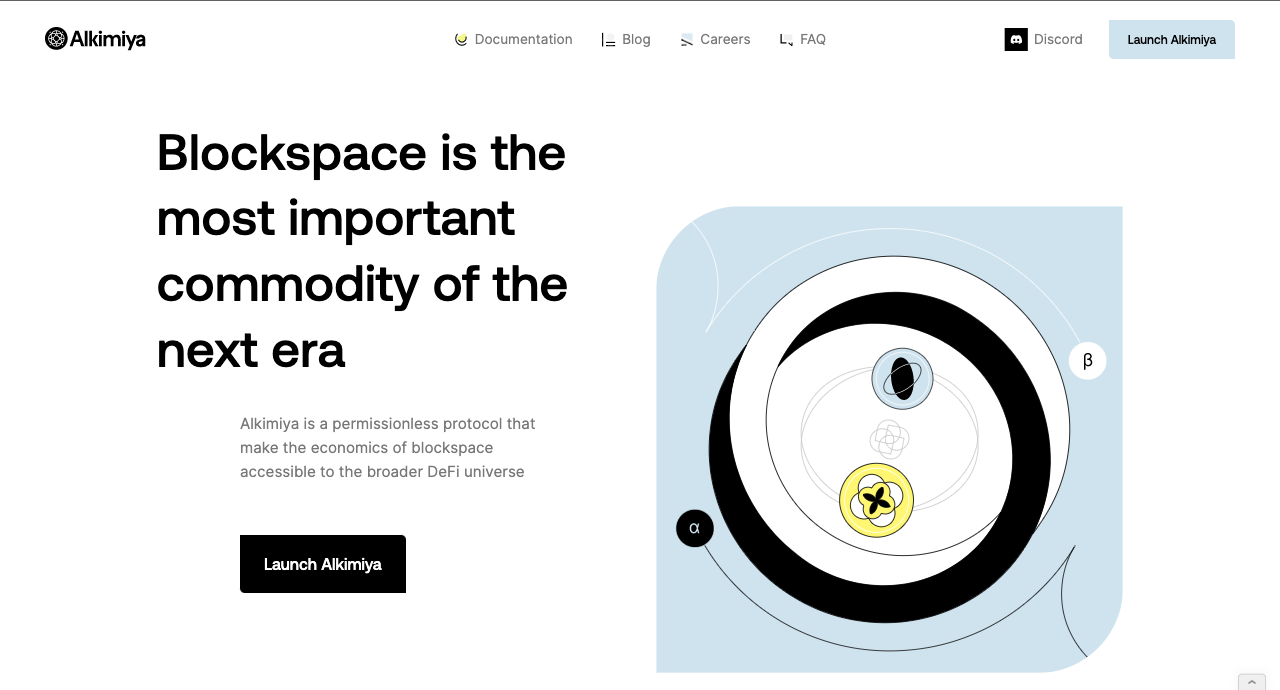 Alkimiya
Documentation
Blog
Careers
FAQ
Discord
Launch Alkimiya
Blockspace is the
most important
commodity of the
next era
Alkimiya is a permissionless protocol that
make the economics of blockspace
accessible to the broader DeFi universe
Launch Alkimiya
β
α